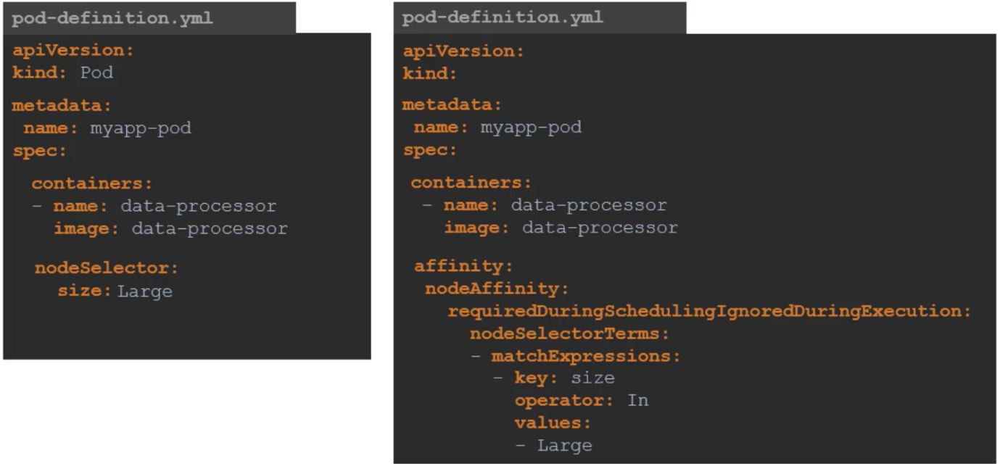 pod-definition.yml
apiVersion:
kind: Pod
metadata:
name: myapp-pod
spec:
containers:
- name: data-processor
image: data-processor
nodeSelector:
size: Large
pod-definition.yml
apiVersion:
kind:
metadata:
name: myapp-pod
spec:
containers:
- name: data-processor
image: data-processor
affinity:
nodeAffinity:
requiredDuringSchedulingIgnoredDuringExecution:
nodeSelectorTerms:
- matchExpressions:
- key: size
operator: In
values:
- Large